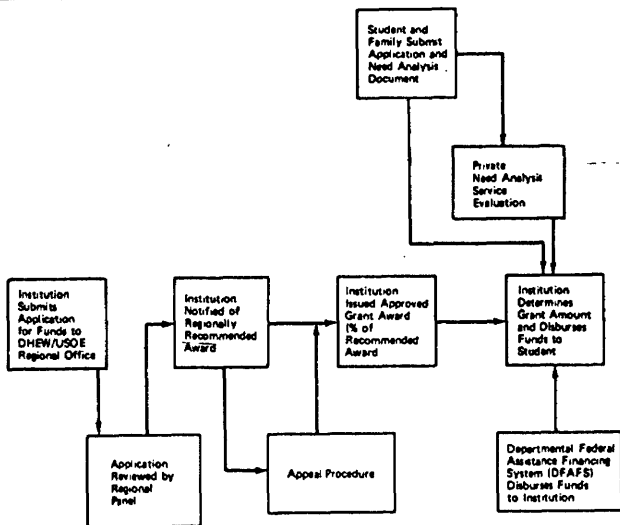 Student and
Family Submit
Application and
Need Analysis
Document
Private
Need Analysis
Service
Evaluation
Institution
Submits
Application
for Funds to
DHEW/USOE
Regional Office
Institution
Notified of
Regionally
Recommended
Award
Institution
Issued Approved
Grant Award
(% of
Recommended
Award
Institution
Determines
Grant Amount
and Disburses
Funds to
Student
Application
Reviewed by
Regional
Panel
Appeal Procedure
Departmental Federal
Assistance Financing
System (DFAFS)
Disburses Funds
to Institution